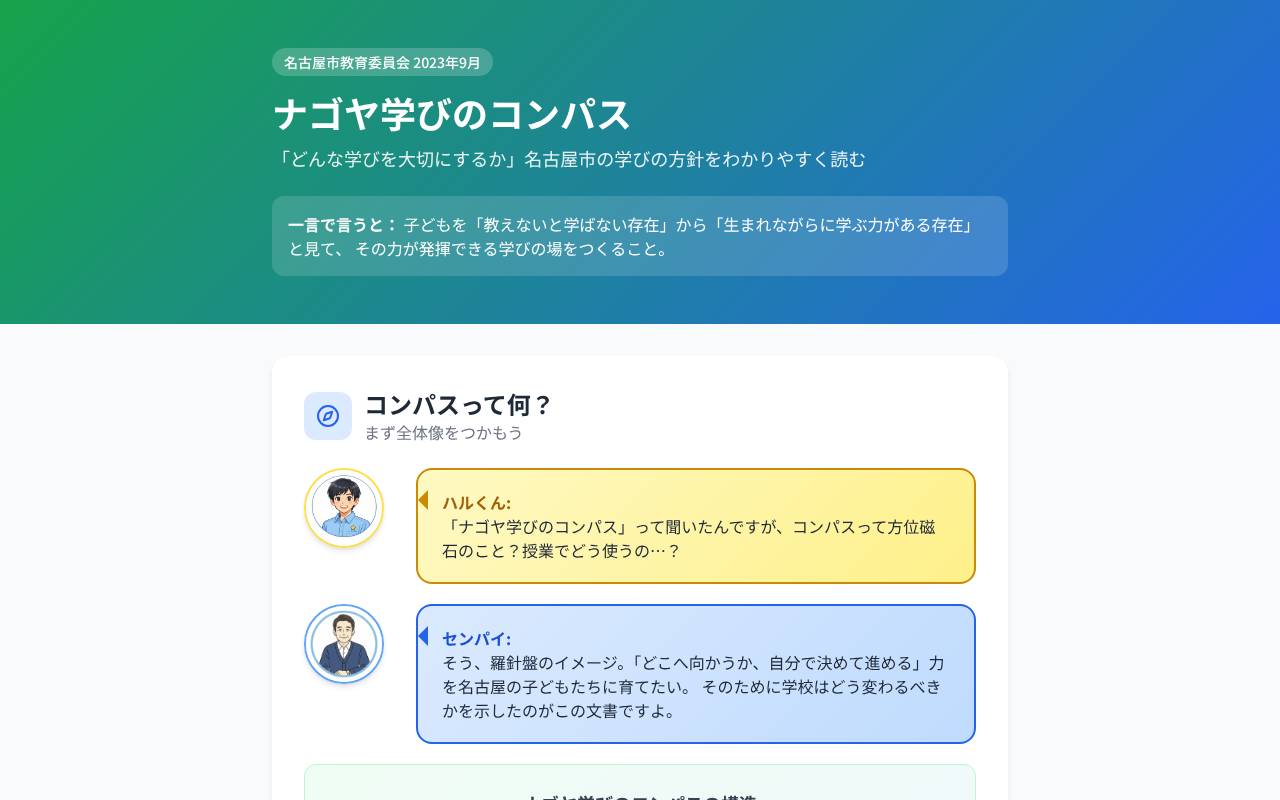 名古屋市教育委員会 2023年9月
ナゴヤ学びのコンパス
「どんな学びを大切にするか」名古屋市の学びの方針をわかりやすく読む
一言で言うと： 子どもを「教えないと学ばない存在」から「生まれながらに学ぶ力がある存在」
と見て、 その力が発揮できる学びの場をつくること。
コンパスって何？
まず全体像をつかもう
ハルくん:
「ナゴヤ学びのコンパス」って聞いたんですが、コンパスって方位磁
石のこと？授業でどう使うの…？
センパイ:
そう、羅針盤のイメージ。「どこへ向かうか、自分で決めて進める」力
を名古屋の子どもたちに育てたい。 そのために学校はどう変わるべき
かを示したのがこの文書ですよ。
ナゴヤ学びのコンパスの構造